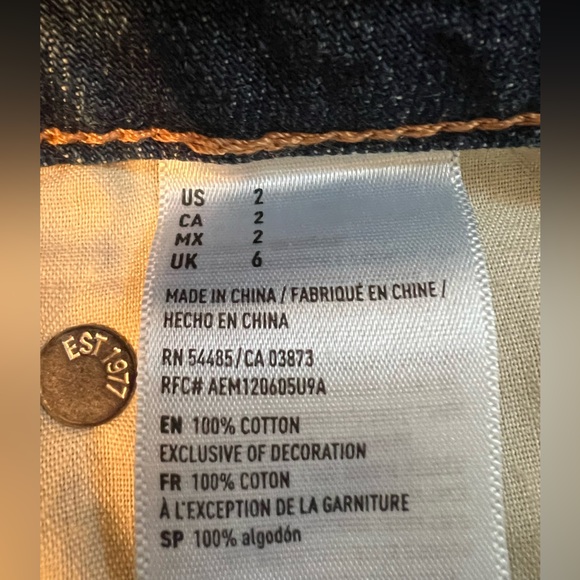 US 2
CA 2
MX 2
UK 6
MADE IN CHINA / FABRIQUÉ EN CHINE /
HECHO EN CHINA
RN 54485/CA 03873
RFC# AEM120605U9A
EST 1977
EN 100% COTTON
EXCLUSIVE OF DECORATION
FR 100% COTON
À L'EXCEPTION DE LA GARNITURE
SP 100% algodón